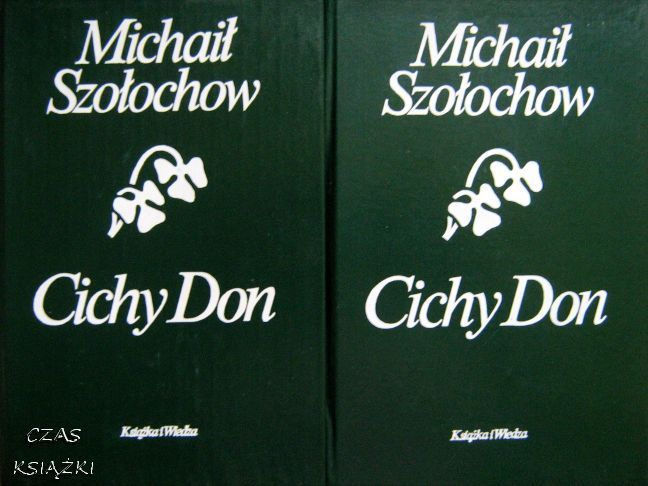 Michaił
Szołochow
Cichy Don
Książka i Wiedza
Michaił
Szołochow
Cichy Don
Książka i Wiedza
CZAS
KSIĄŻKI